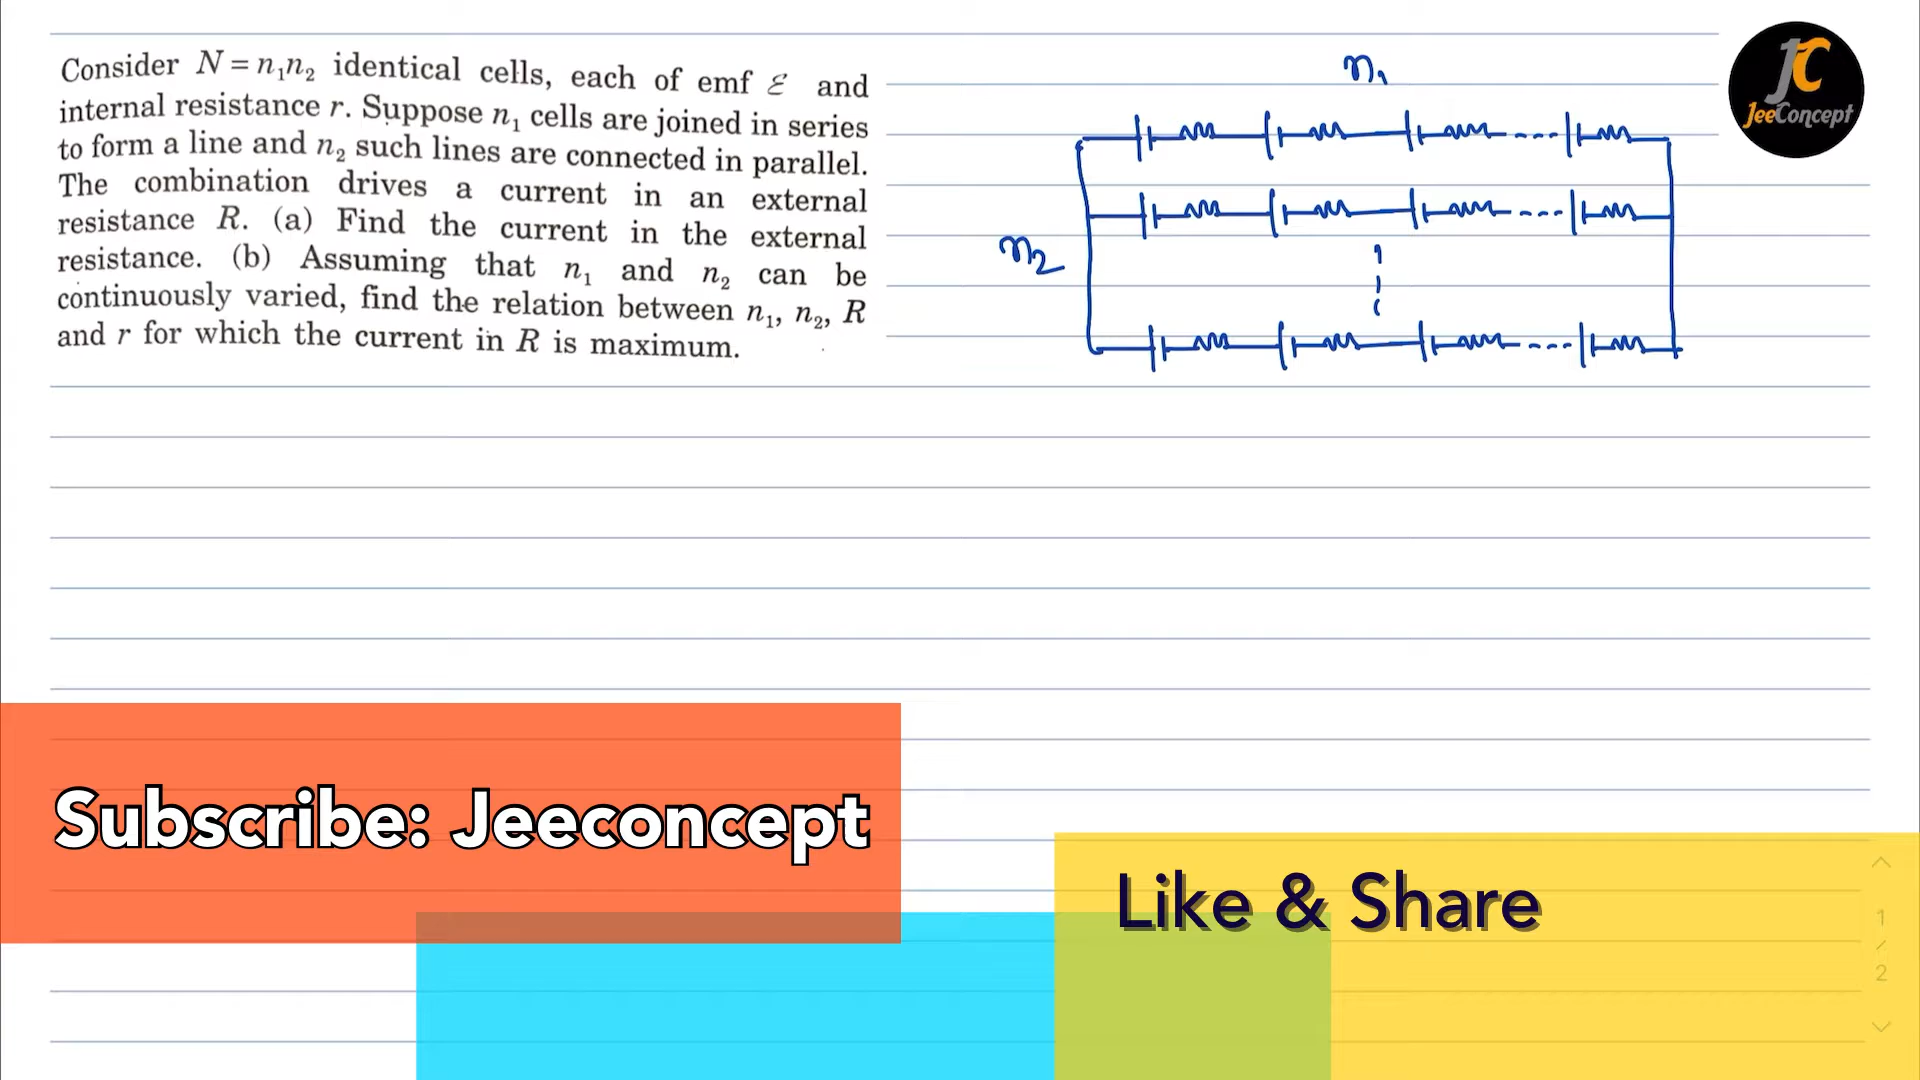 Consider N = n₁n₂ identical cells, each of emf ℰ and
internal resistance r. Suppose n₁ cells are joined in series
to form a line and n₂ such lines are connected in parallel.
The combination drives a current in an external
resistance R. (a) Find the current in the external
resistance. (b) Assuming that n₁ and n₂ can be
continuously varied, find the relation between n₁, n₂, R
and r for which the current in R is maximum.
n₁
n₂
JC
JeeConcept
Subscribe: Jeeconcept
Like & Share
1
/
2